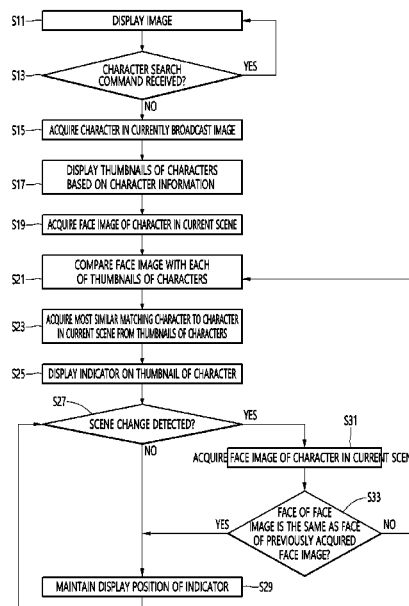 S11
DISPLAY IMAGE
S13
CHARACTER SEARCH
COMMAND RECEIVED?
YES
NO
S15
ACQUIRE CHARACTER IN CURRENTLY BROADCAST IMAGE
S17
DISPLAY THUMBNAILS OF CHARACTERS
BASED ON CHARACTER INFORMATION
S19
ACQUIRE FACE IMAGE OF CHARACTER IN CURRENT SCENE
S21
COMPARE FACE IMAGE WITH EACH
OF THUMBNAILS OF CHARACTERS
S23
ACQUIRE MOST SIMILAR MATCHING CHARACTER TO CHARACTER
IN CURRENT SCENE FROM THUMBNAILS OF CHARACTERS
S25
DISPLAY INDICATOR ON THUMBNAIL OF CHARACTER
S27
SCENE CHANGE DETECTED?
YES
NO
S31
ACQUIRE FACE IMAGE OF CHARACTER IN CURRENT SCEN
S33
FACE OF FACE
IMAGE IS THE SAME AS FACE
OF PREVIOUSLY ACQUIRED
FACE IMAGE?
YES
NO
MAINTAIN DISPLAY POSITION OF INDICATOR
S29